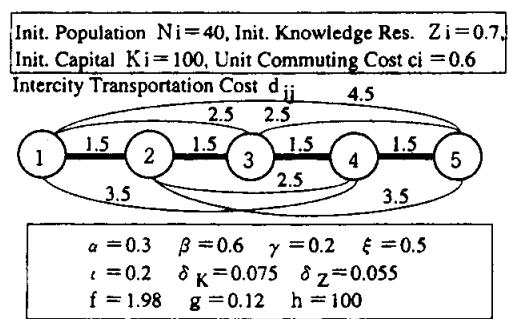 Init. Population Ni=40, Init. Knowledge Res. Zi=0.7,
Init. Capital Ki=100, Unit Commuting Cost ci=0.6
Intercity Transportation Cost dij
4.5
2.5 2.5
1 1.5 2 1.5 3 1.5 4 1.5 5
3.5 2.5 3.5
α=0.3 β=0.6 γ=0.2 ξ=0.5
ι=0.2 δK=0.075 δZ=0.055
f=1.98 g=0.12 h=100